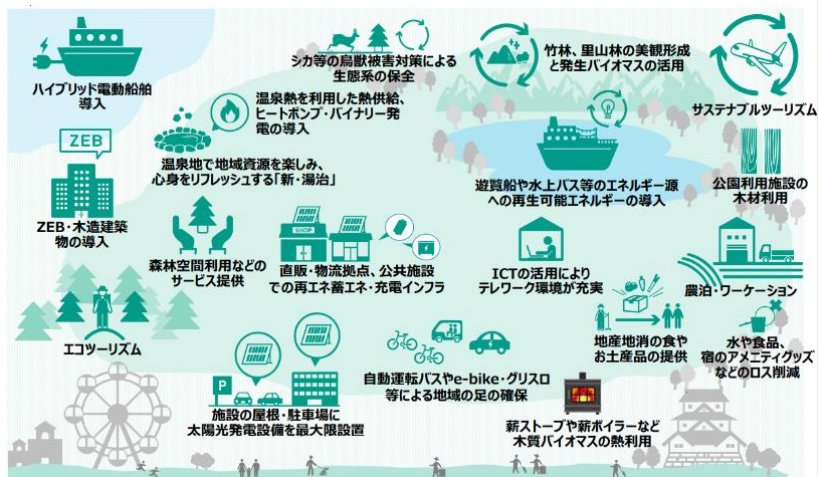 ハイブリッド電動船舶
導入
シカ等の鳥獣被害対策による
生態系の保全
竹林、里山林の美観形成
と発生バイオマスの活用
サステナブルツーリズム
温泉熱を利用した熱供給、
ヒートポンプ・バイナリー発
電の導入
ZEB
温泉地で地域資源を楽しみ、
心身をリフレッシュする「新・湯治」
遊覧船や水上バス等のエネルギー源
への再生可能エネルギーの導入
公園利用施設の
木材利用
ZEB・木造建築
物の導入
森林空間利用などの
サービス提供
SHOP
直販・物流拠点、公共施設
での再エネ蓄エネ・充電インフラ
ICTの活用により
テレワーク環境が充実
農泊・ワーケーション
エコツーリズム
地産地消の食や
お土産品の提供
水や食品、
宿のアメニティグッズ
などのロス削減
P
施設の屋根・駐車場に
太陽光発電設備を最大限設置
自動運転バスやe-bike・グリスロ
等による地域の足の確保
薪ストーブや薪ボイラーなど
木質バイオマスの熱利用